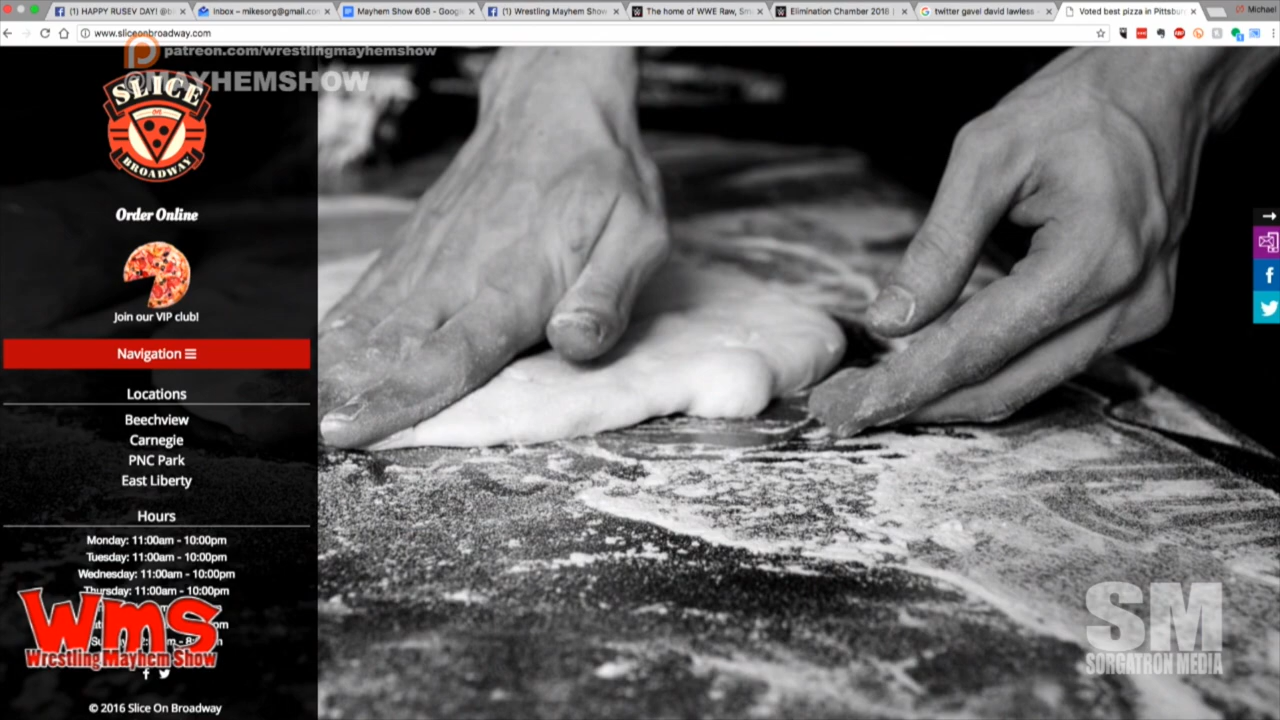 (1) HAPPY RUSEV DAY! @b
Inbox – mikesorg@gmail.co
Mayhem Show 608 - Google
(1) Wrestling Mayhem Show
The home of WWE Raw, Sm
Elimination Chamber 2018 |
twitter gavel david lawless -
Voted best pizza in Pittsbur
Michael
www.sliceonbroadway.com
patreon.com/wrestlingmayhemshow
@MAYHEMSHOW
SLICE
ON
BROADWAY
Order Online
Join our VIP club!
Navigation
Locations
Beechview
Carnegie
PNC Park
East Liberty
Hours
Monday: 11:00am - 10:00pm
Tuesday: 11:00am - 10:00pm
Wednesday: 11:00am - 10:00pm
Thursday: 11:00am - 10:00pm
Wms
Wrestling Mayhem Show
© 2016 Slice On Broadway
SM
SORGATRON MEDIA